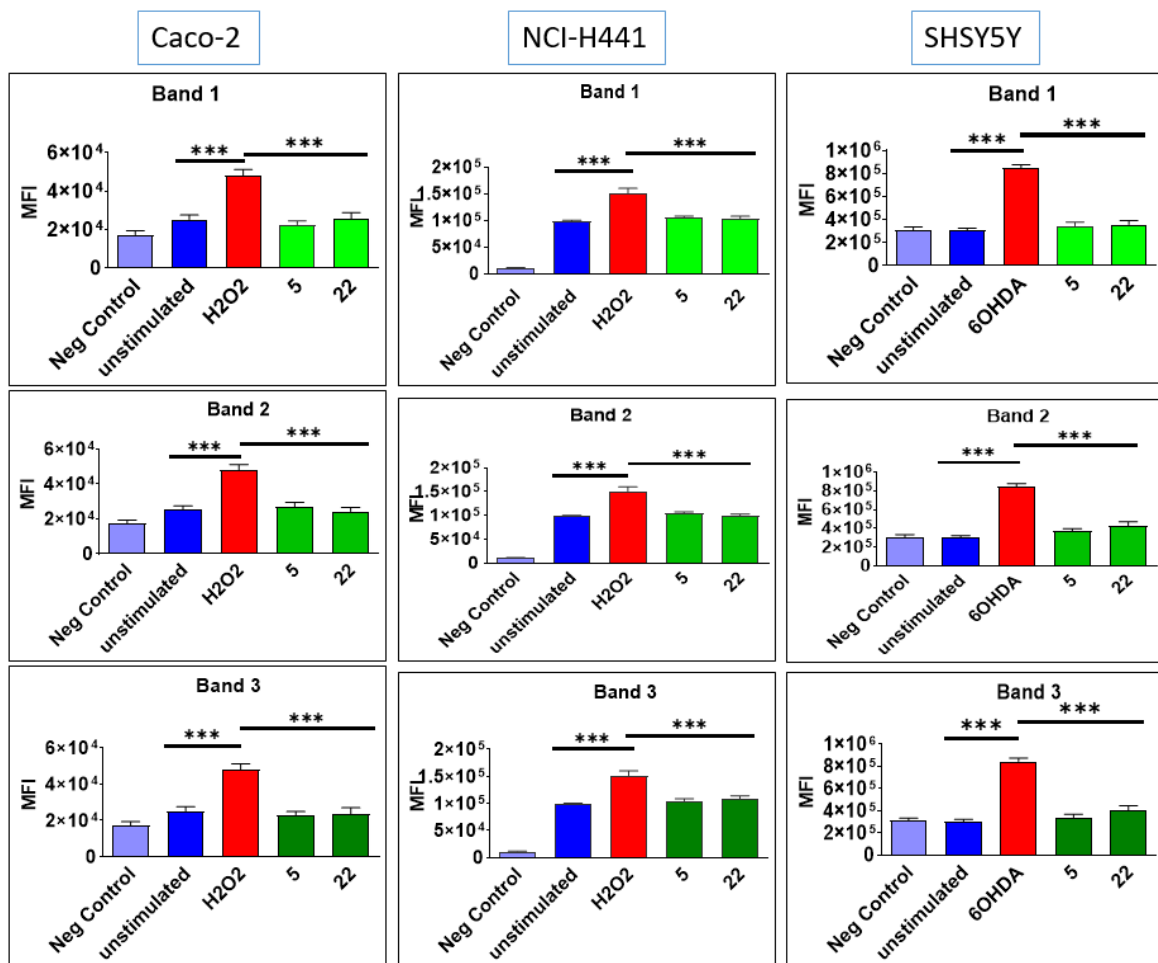 Caco-2
NCI-H441
SHSY5Y
Band 1
MFI
6×10⁴
4×10⁴
2×10⁴
0
***
***
Neg Control
unstimulated
H2O2
5
22
Band 1
MFL
2×10⁵
1.5×10⁵
1×10⁵
5×10⁴
0
***
***
Neg Control
unstimulated
H2O2
5
22
Band 1
MFI
1×10⁶
8×10⁵
4×10⁵
2×10⁵
0
***
***
Neg Control
unstimulated
6OHDA
5
22
Band 2
MFI
6×10⁴
4×10⁴
2×10⁴
0
***
***
Neg Control
unstimulated
H2O2
5
22
Band 2
MFL
2×10⁵
1.5×10⁵
1×10⁵
5×10⁴
0
***
***
Neg Control
unstimulated
H2O2
5
22
Band 2
MFI
1×10⁶
8×10⁵
6×10⁵
4×10⁵
2×10⁵
0
***
***
Neg Control
unstimulated
6OHDA
5
22
Band 3
MFI
6×10⁴
4×10⁴
2×10⁴
0
***
***
Neg Control
unstimulated
H2O2
5
22
Band 3
MFL
2×10⁵
1.5×10⁵
1×10⁵
5×10⁴
0
***
***
Neg Control
unstimulated
H2O2
5
22
Band 3
MFI
1×10⁶
8×10⁵
4×10⁵
2×10⁵
0
***
***
Neg Control
unstimulated
6OHDA
5
22